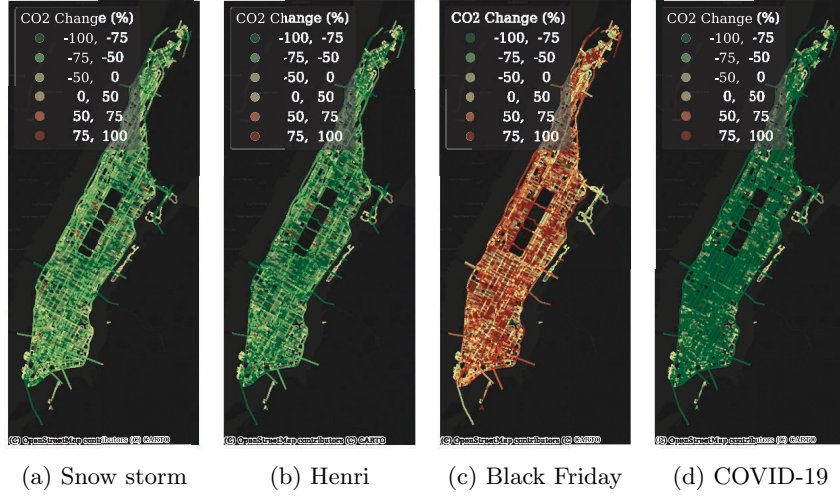 CO2 Change (%)
-100, -75
-75, -50
-50, 0
0, 50
50, 75
75, 100
(C) OpenStreetMap contributors (C) CARTO
(a) Snow storm
CO2 Change (%)
-100, -75
-75, -50
-50, 0
0, 50
50, 75
75, 100
(C) OpenStreetMap contributors (C) CARTO
(b) Henri
CO2 Change (%)
-100, -75
-75, -50
-50, 0
0, 50
50, 75
75, 100
(C) OpenStreetMap contributors (C) CARTO
(c) Black Friday
CO2 Change (%)
-100, -75
-75, -50
-50, 0
0, 50
50, 75
75, 100
(C) OpenStreetMap contributors (C) CARTO
(d) COVID-19